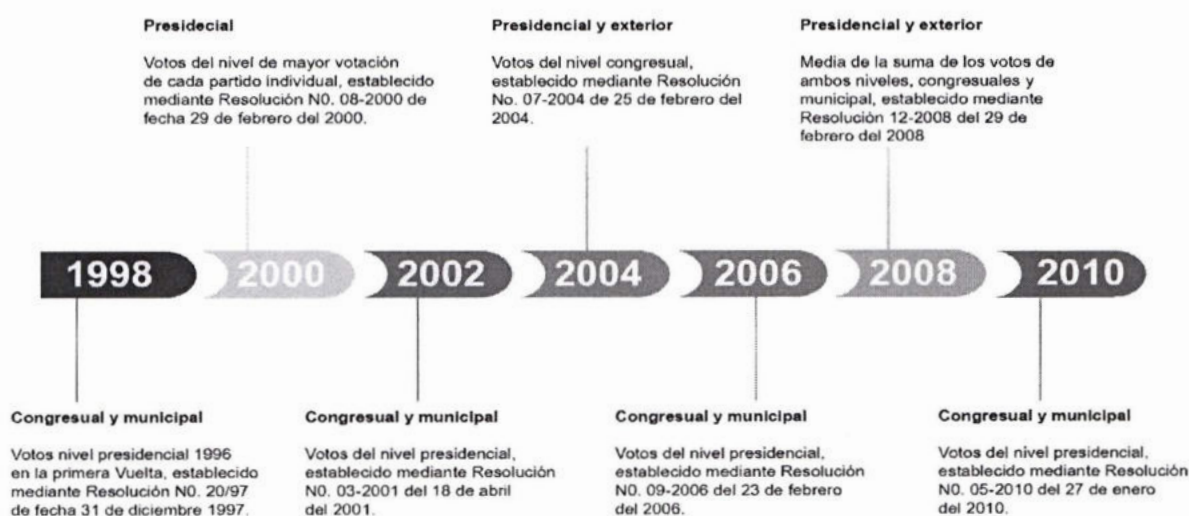 Presidecial
Votos del nivel de mayor votación
de cada partido individual, establecido
mediante Resolución N0. 08-2000 de
fecha 29 de febrero del 2000.
Presidencial y exterior
Votos del nivel congresual,
establecido mediante Resolución
No. 07-2004 de 25 de febrero del
2004.
Presidencial y exterior
Media de la suma de los votos de
ambos niveles, congresuales y
municipal, establecido mediante
Resolución 12-2008 del 29 de
febrero del 2008
1998
2000
2002
2004
2006
2008
2010
Congresual y municipal
Votos nivel presidencial 1996
en la primera Vuelta, establecido
mediante Resolución N0. 20/97
de fecha 31 de diciembre 1997.
Congresual y municipal
Votos del nivel presidencial,
establecido mediante Resolución
N0. 03-2001 del 18 de abril
del 2001.
Congresual y municipal
Votos del nivel presidencial,
establecido mediante Resolución
N0. 09-2006 del 23 de febrero
del 2006.
Congresual y municipal
Votos del nivel presidencial,
establecido mediante Resolución
N0. 05-2010 del 27 de enero
del 2010.